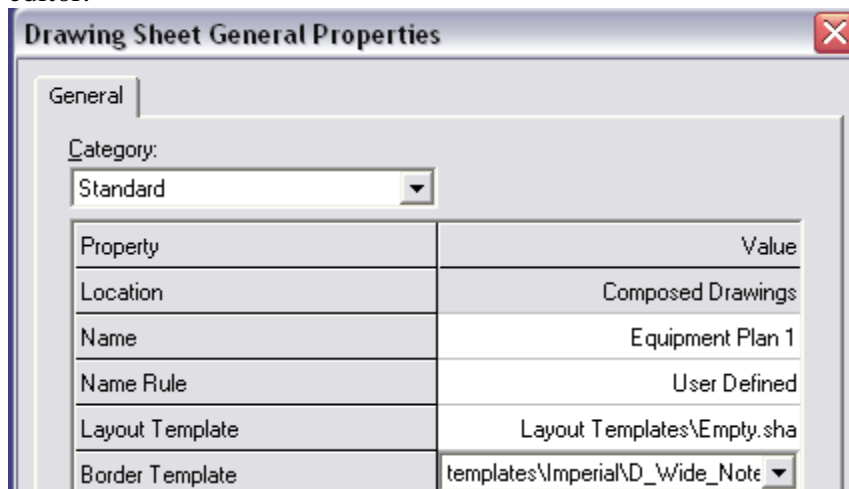 Drawing Sheet General Properties
General
Category:
Standard
Property Value
Location Composed Drawings
Name Equipment Plan 1
Name Rule User Defined
Layout Template Layout Templates\Empty.sha
Border Template templates\Imperial\D_Wide_Note